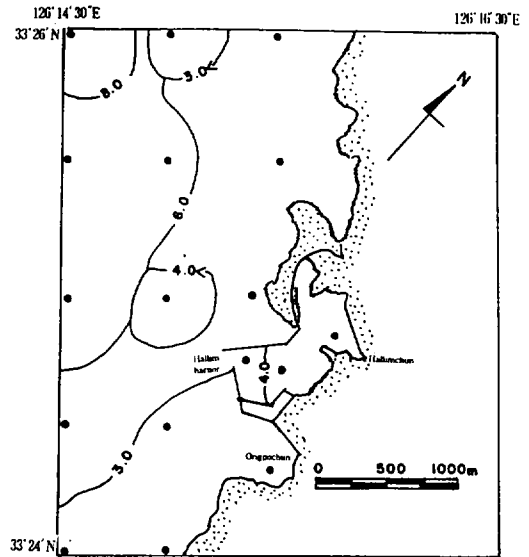 126°14′30″E
126°16′30″E
33°26′N
8.0
3.0<
N
6.0
4.0<
Hallim
harbor
4.0
Hallimchun
3.0
Ongpochun
0 500 1000m
33°24′N